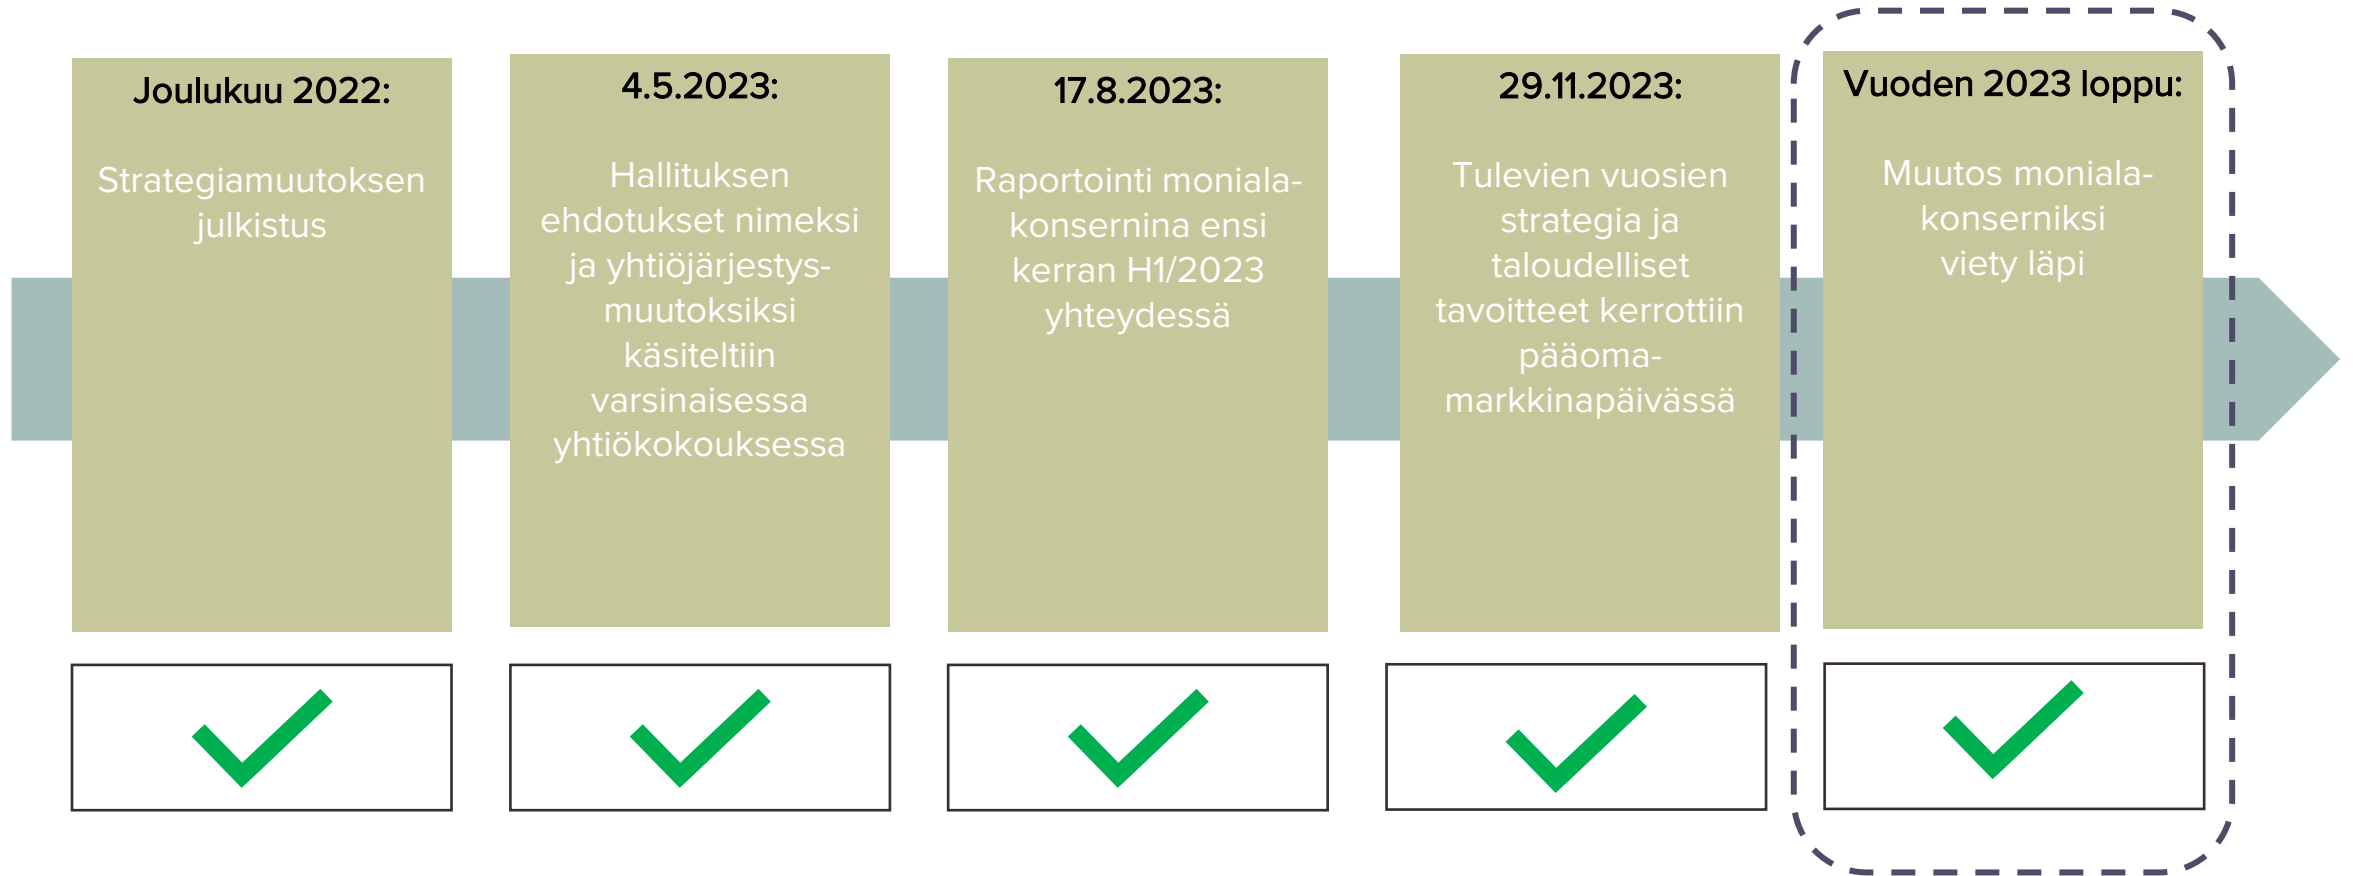 Joulukuu 2022:
Strategiamuutoksen
julkistus
4.5.2023:
Hallituksen
ehdotukset nimeksi
ja yhtiöjärjestys-
muutoksiksi
käsiteltiin
varsinaisessa
yhtiökokouksessa
17.8.2023:
Raportointi moniala-
konsernina ensi
kerran H1/2023
yhteydessä
29.11.2023:
Tulevien vuosien
strategia ja
taloudelliset
tavoitteet kerrottiin
pääoma-
markkinapäivässä
Vuoden 2023 loppu:
Muutos moniala-
konserniksi
viety läpi